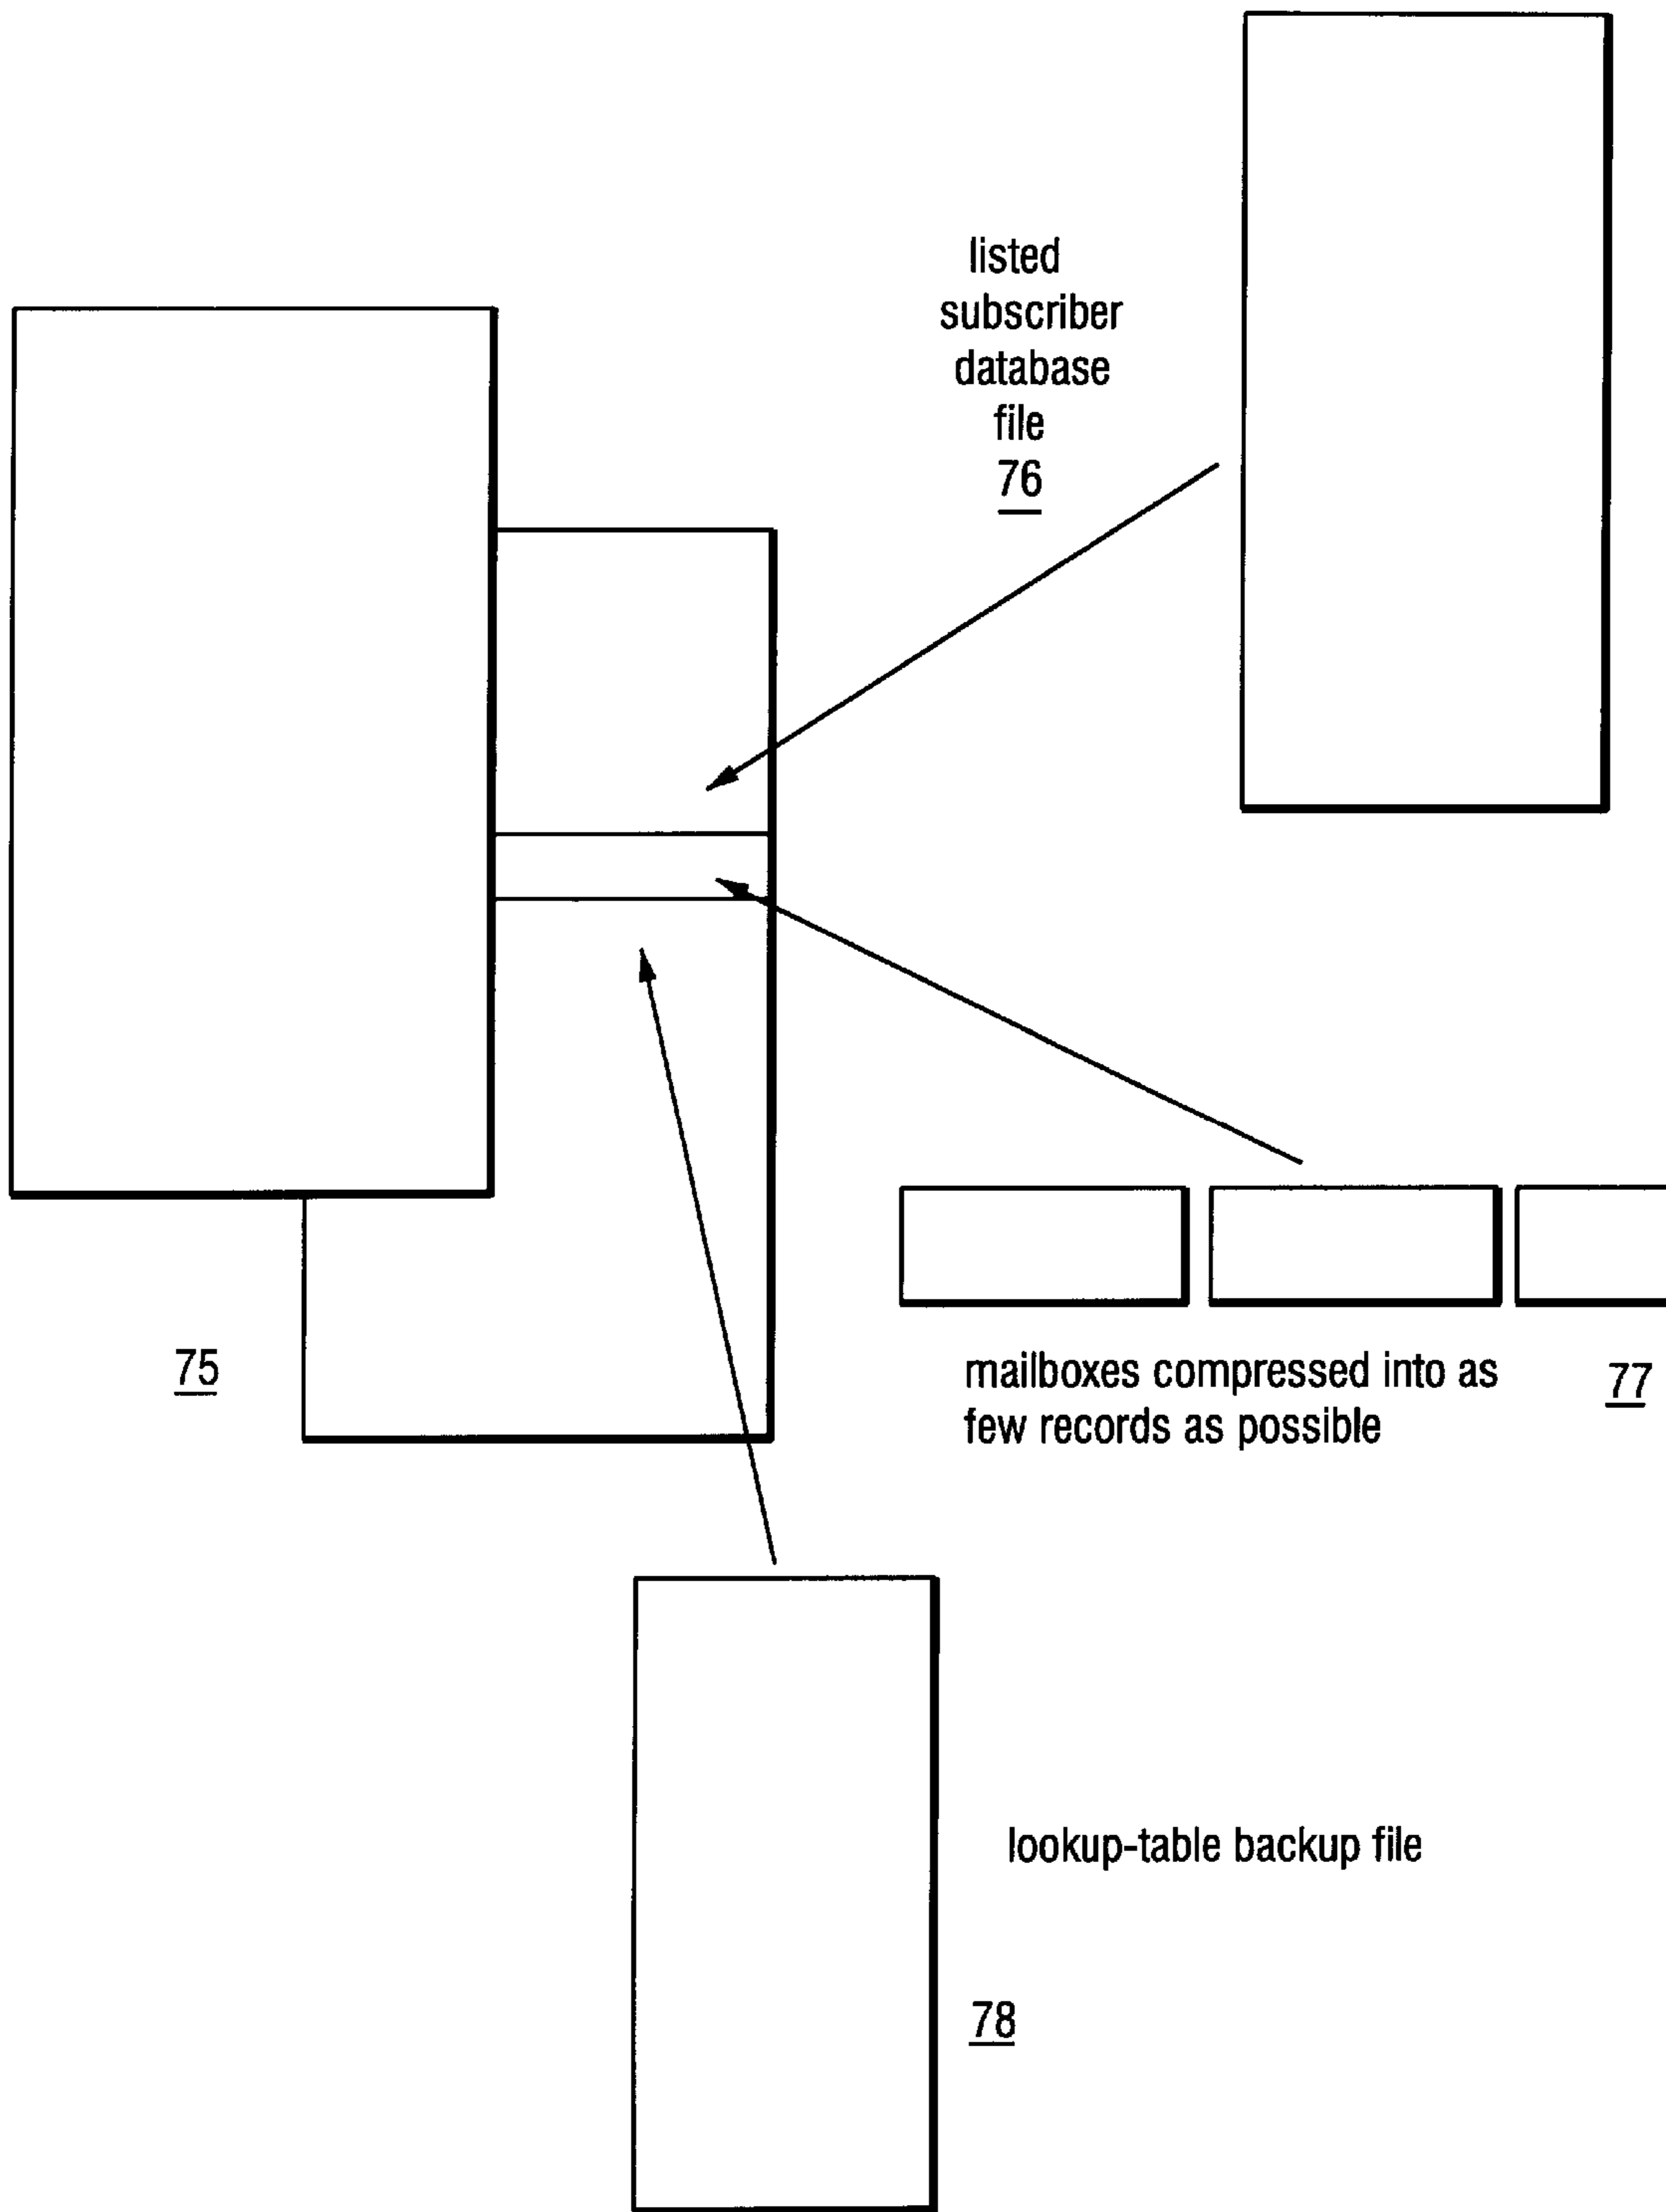 listed
subscriber
database
file
76
75
mailboxes compressed into as
few records as possible
77
lookup-table backup file
78